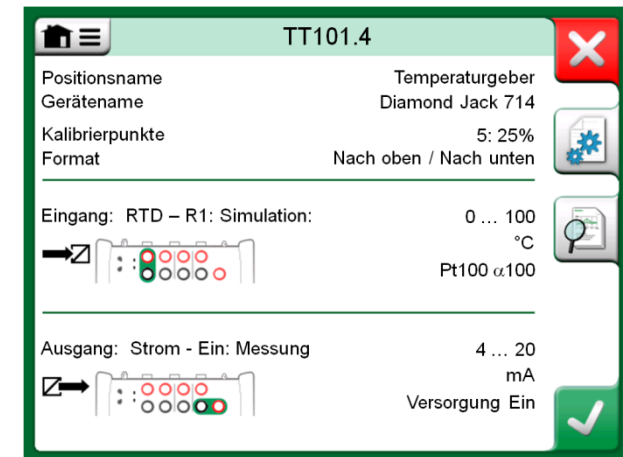 TT101.4
Positionsname Temperaturgeber
Gerätename Diamond Jack 714
Kalibrierpunkte 5: 25%
Format Nach oben / Nach unten
Eingang: RTD – R1: Simulation: 0 ... 100
°C
Pt100 α100
Ausgang: Strom - Ein: Messung 4 ... 20
mA
Versorgung Ein